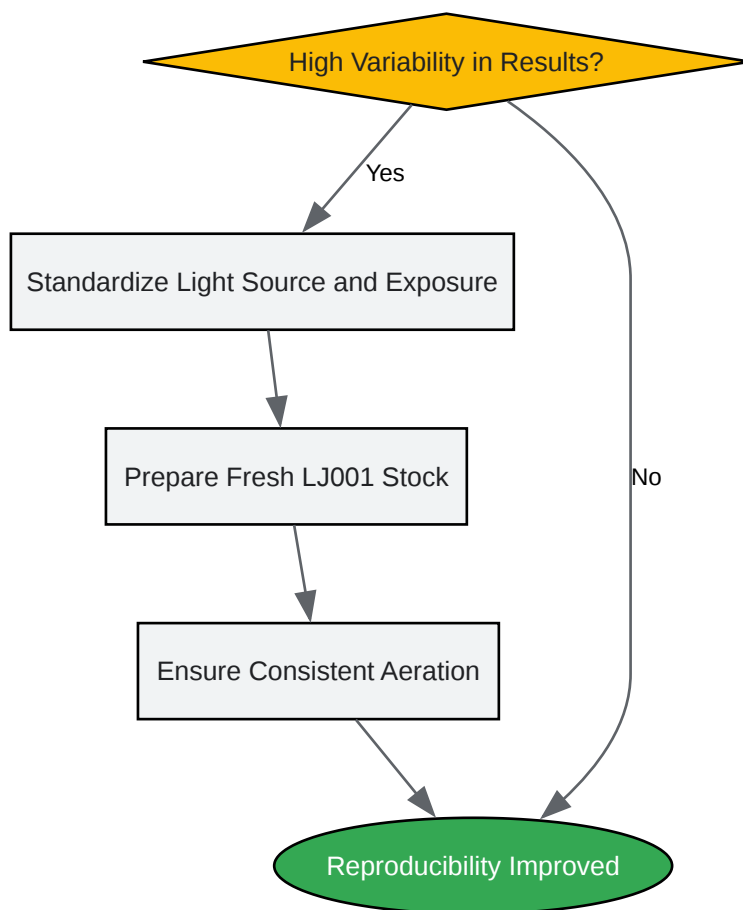 High Variability in Results?
Yes
Standardize Light Source and Exposure
Prepare Fresh LJ001 Stock
No
Ensure Consistent Aeration
Reproducibility Improved